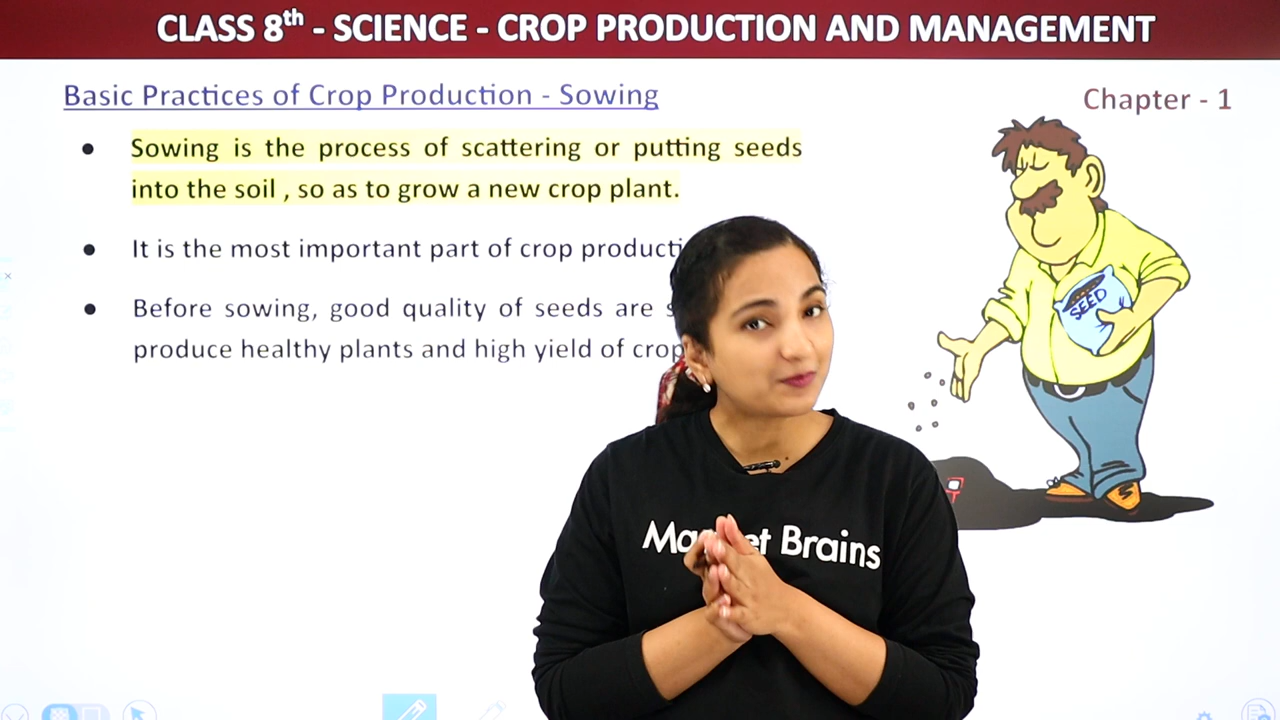 CLASS 8th - SCIENCE - CROP PRODUCTION AND MANAGEMENT
Basic Practices of Crop Production - Sowing
Chapter - 1
● Sowing is the process of scattering or putting seeds
into the soil , so as to grow a new crop plant.
● It is the most important part of crop
● Before sowing, good quality of seeds are
produce healthy plants and high yield of
SEED
Brains